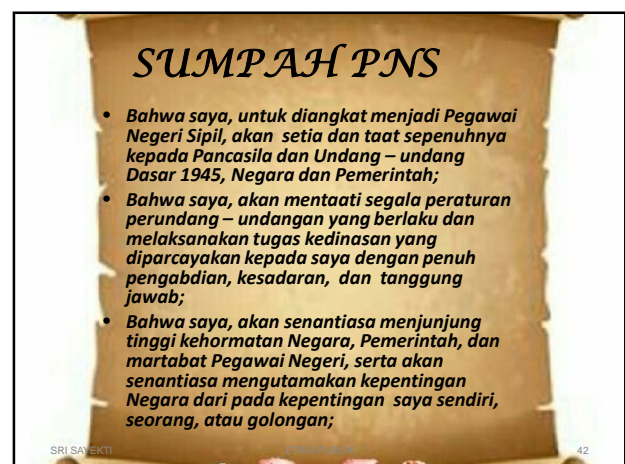 SUMPAH PNS
• Bahwa saya, untuk diangkat menjadi Pegawai
Negeri Sipil, akan setia dan taat sepenuhnya
kepada Pancasila dan Undang – undang
Dasar 1945, Negara dan Pemerintah;
• Bahwa saya, akan mentaati segala peraturan
perundang – undangan yang berlaku dan
melaksanakan tugas kedinasan yang
diparcayakan kepada saya dengan penuh
pengabdian, kesadaran, dan tanggung
jawab;
• Bahwa saya, akan senantiasa menjunjung
tinggi kehormatan Negara, Pemerintah, dan
martabat Pegawai Negeri, serta akan
senantiasa mengutamakan kepentingan
Negara dari pada kepentingan saya sendiri,
seorang, atau golongan;
SRI SAYEKTI 42